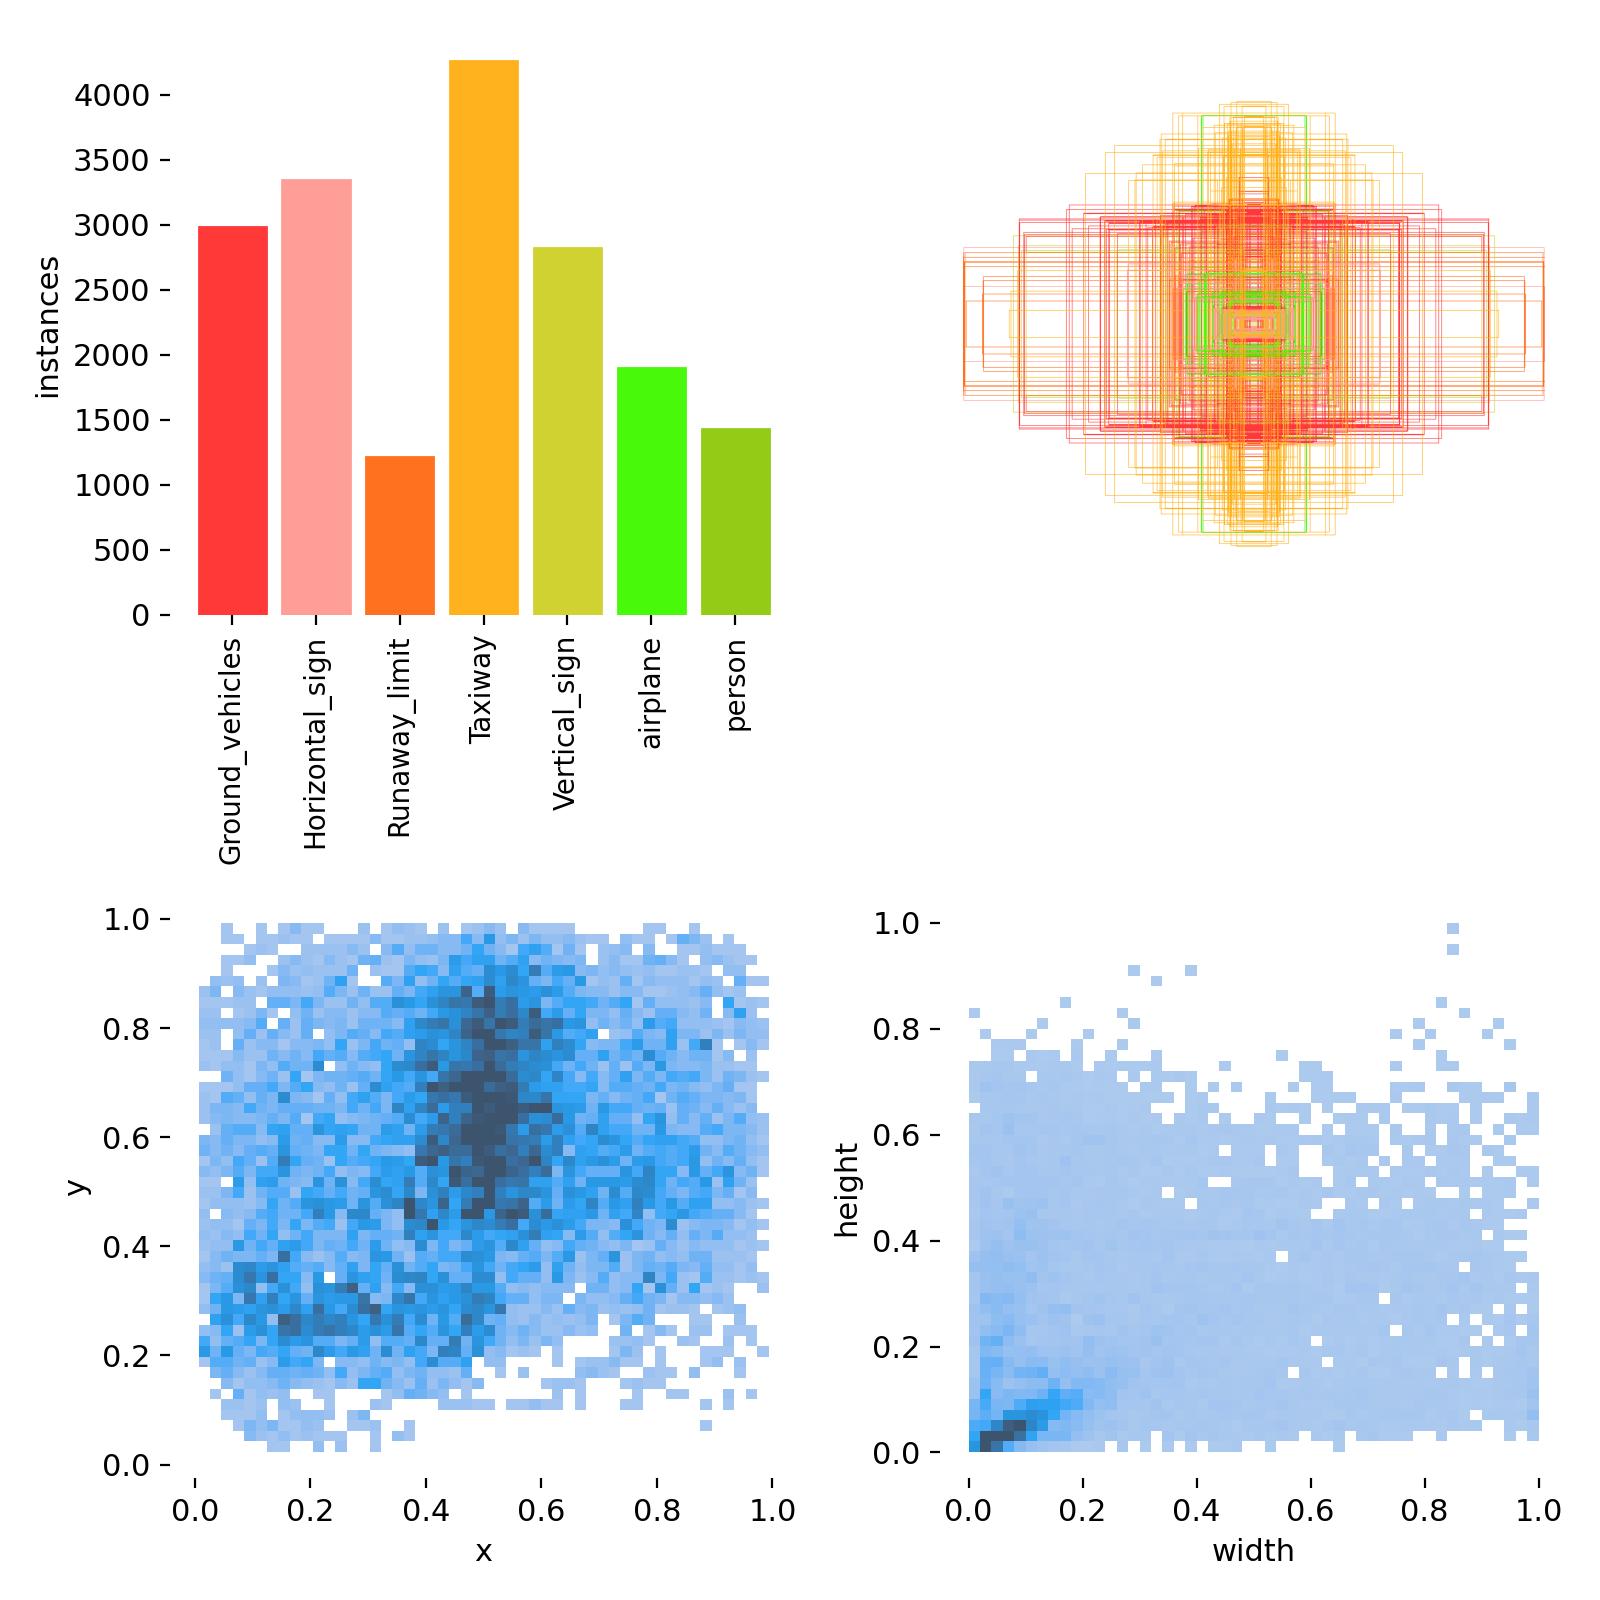 instances
4000
3500
3000
2500
2000
1500
1000
500
0
Ground_vehicles
Horizontal_sign
Runaway_limit
Taxiway
Vertical_sign
airplane
person
y
1.0
0.8
0.6
0.4
0.2
0.0
0.0 0.2 0.4 0.6 0.8 1.0
x
height
1.0
0.8
0.6
0.4
0.2
0.0
0.0 0.2 0.4 0.6 0.8 1.0
width